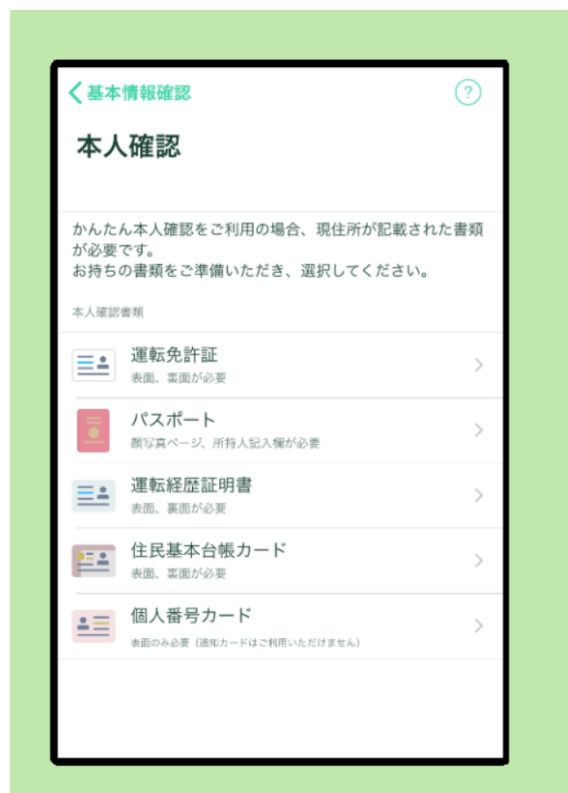 基本情報確認
?
本人確認
かんたん本人確認をご利用の場合、現住所が記載された書類
が必要です。
お持ちの書類をご準備いただき、選択してください。
本人確認書類
運転免許証
表面、裏面が必要
パスポート
顔写真ページ、所持人記入欄が必要
運転経歴証明書
表面、裏面が必要
住民基本台帳カード
表面、裏面が必要
個人番号カード
表面のみ必要（通知カードはご利用いただけません）